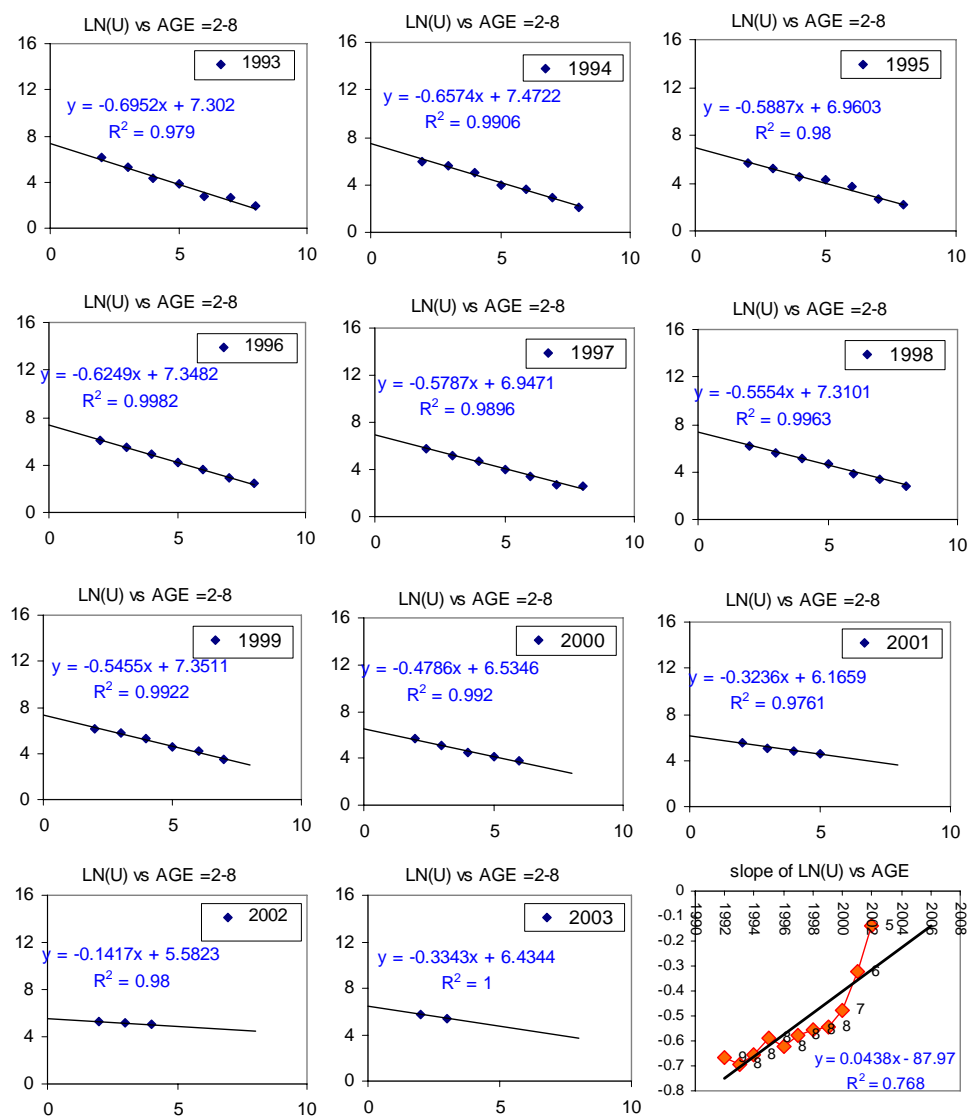 LN(U) vs AGE =2-8
16
12
8
4
0
1993
y = -0.6952x + 7.302
R² = 0.979
0 5 10
LN(U) vs AGE =2-8
16
12
8
4
0
1994
y = -0.6574x + 7.4722
R² = 0.9906
0 5 10
LN(U) vs AGE =2-8
16
12
8
4
0
1995
y = -0.5887x + 6.9603
R² = 0.98
0 5 10
LN(U) vs AGE =2-8
16
12
8
4
0
1996
y = -0.6249x + 7.3482
R² = 0.9982
0 5 10
LN(U) vs AGE =2-8
16
12
8
4
0
1997
y = -0.5787x + 6.9471
R² = 0.9896
0 5 10
LN(U) vs AGE =2-8
16
12
8
4
0
1998
y = -0.5554x + 7.3101
R² = 0.9963
0 5 10
LN(U) vs AGE =2-8
16
12
8
4
0
1999
y = -0.5455x + 7.3511
R² = 0.9922
0 5 10
LN(U) vs AGE =2-8
16
12
8
4
0
2000
y = -0.4786x + 6.5346
R² = 0.992
0 5 10
LN(U) vs AGE =2-8
16
12
8
4
0
2001
y = -0.3236x + 6.1659
R² = 0.9761
0 5 10
LN(U) vs AGE =2-8
16
12
8
4
0
2002
y = -0.1417x + 5.5823
R² = 0.98
0 5 10
LN(U) vs AGE =2-8
16
12
8
4
0
2003
y = -0.3343x + 6.4344
R² = 1
0 5 10
slope of LN(U) vs AGE
0
-0.1
-0.2
-0.3
-0.4
-0.5
-0.6
-0.7
-0.8
1990 1992 1994 1996 1998 2000 2002 2004 2006 2008
8 8 8 8 8 8 8 7 6 5
y = 0.0438x - 87.97
R² = 0.768